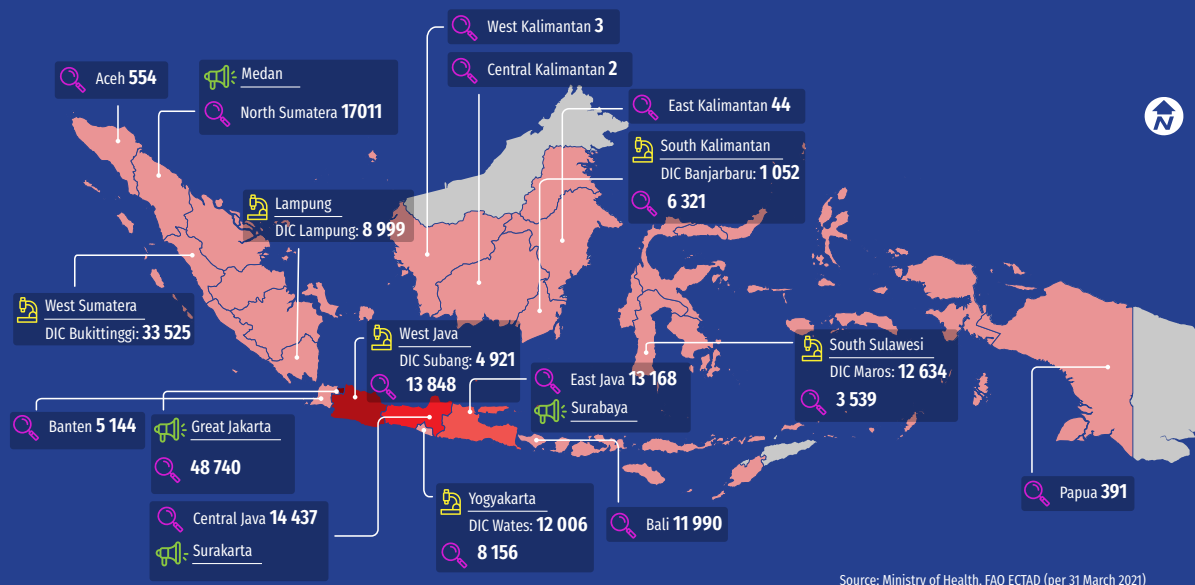 West Kalimantan 3
Central Kalimantan 2
Aceh 554
Medan
North Sumatera 17011
East Kalimantan 44
N
South Kalimantan
DIC Banjarbaru: 1 052
6 321
Lampung
DIC Lampung: 8 999
West Sumatera
DIC Bukittinggi: 33 525
West Java
DIC Subang: 4 921
13 848
East Java 13 168
Surabaya
South Sulawesi
DIC Maros: 12 634
3 539
Banten 5 144
Great Jakarta
48 740
Central Java 14 437
Surakarta
Yogyakarta
DIC Wates: 12 006
8 156
Bali 11 990
Papua 391
Source: Ministry of Health, FAO ECTAD (per 31 March 2021)